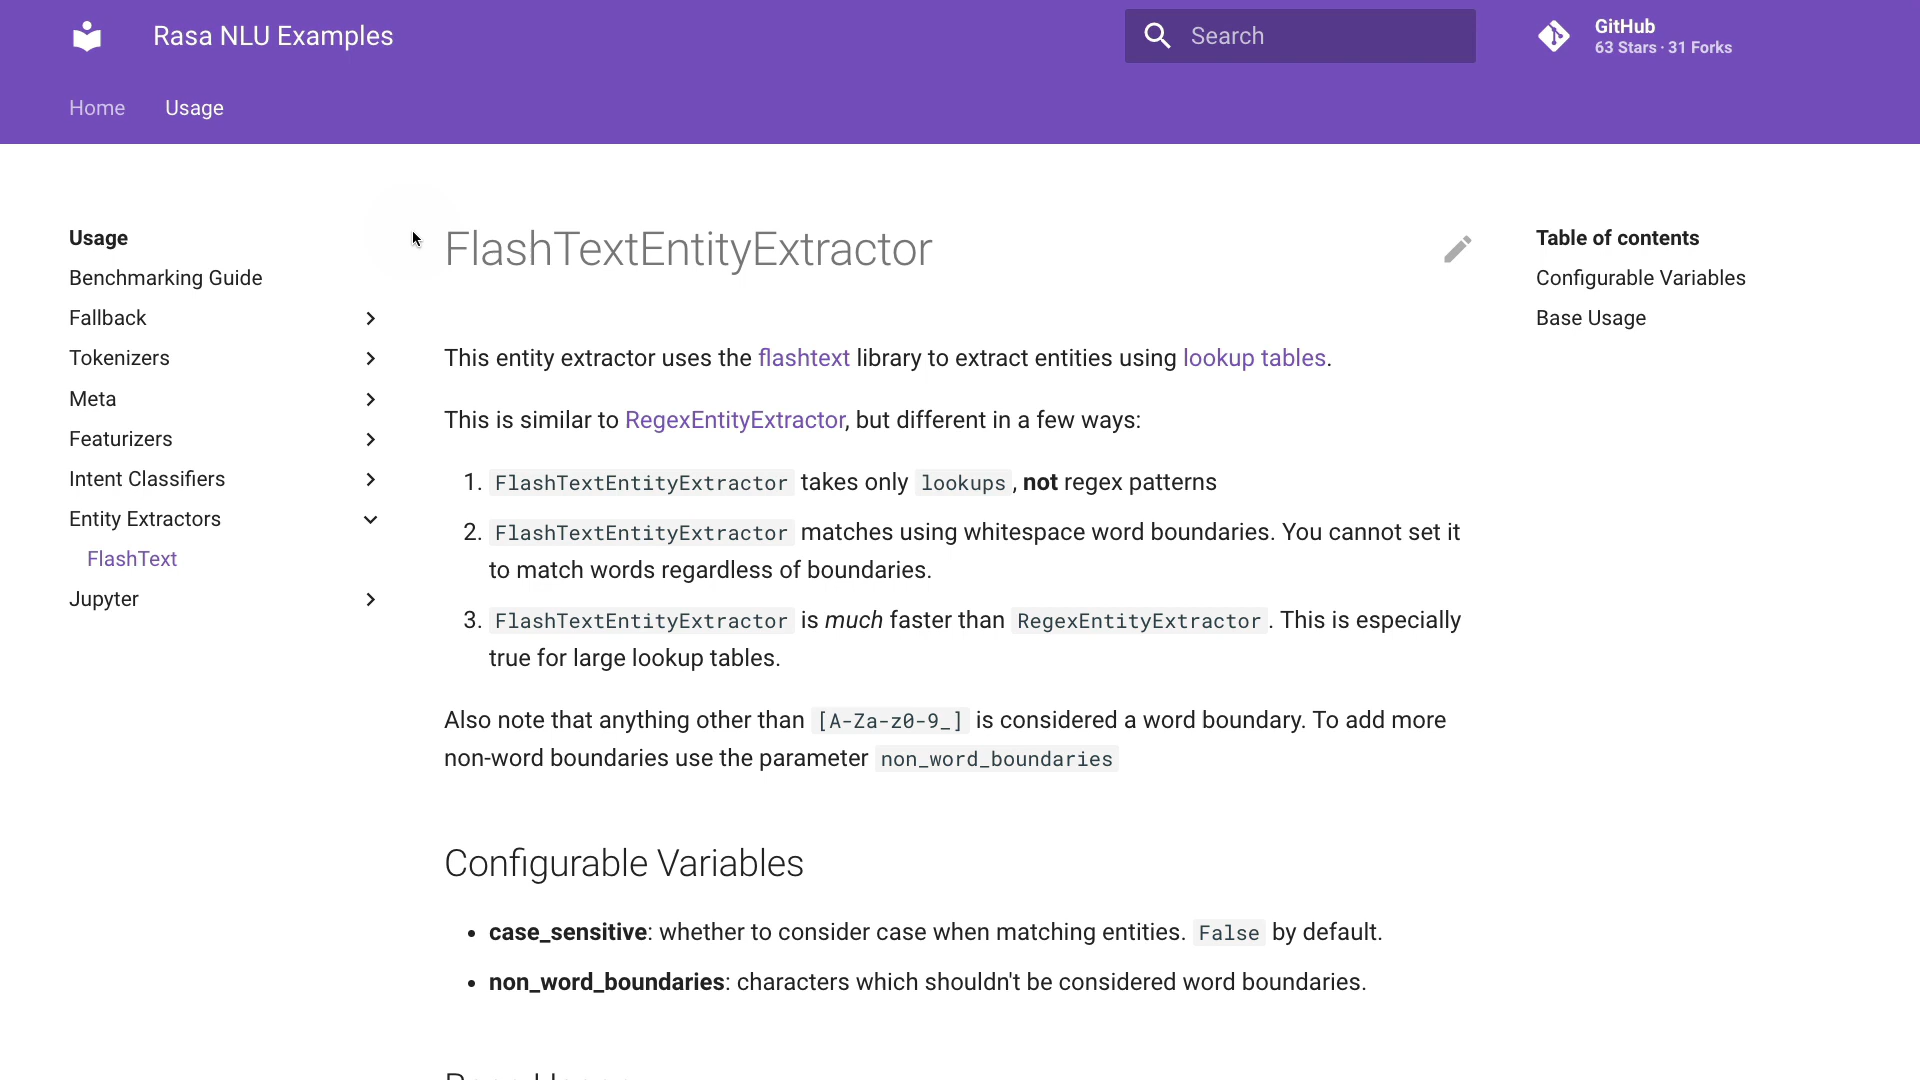 Rasa NLU Examples
Search
GitHub
63 Stars · 31 Forks
Home
Usage
Usage
Benchmarking Guide
Fallback
Tokenizers
Meta
Featurizers
Intent Classifiers
Entity Extractors
FlashText
Jupyter
FlashTextEntityExtractor
This entity extractor uses the flashtext library to extract entities using lookup tables.
This is similar to RegexEntityExtractor, but different in a few ways:
1. FlashTextEntityExtractor takes only lookups, not regex patterns
2. FlashTextEntityExtractor matches using whitespace word boundaries. You cannot set it
to match words regardless of boundaries.
3. FlashTextEntityExtractor is much faster than RegexEntityExtractor. This is especially
true for large lookup tables.
Also note that anything other than [A-Za-z0-9_] is considered a word boundary. To add more
non-word boundaries use the parameter non_word_boundaries
Configurable Variables
• case_sensitive: whether to consider case when matching entities. False by default.
• non_word_boundaries: characters which shouldn't be considered word boundaries.
Table of contents
Configurable Variables
Base Usage